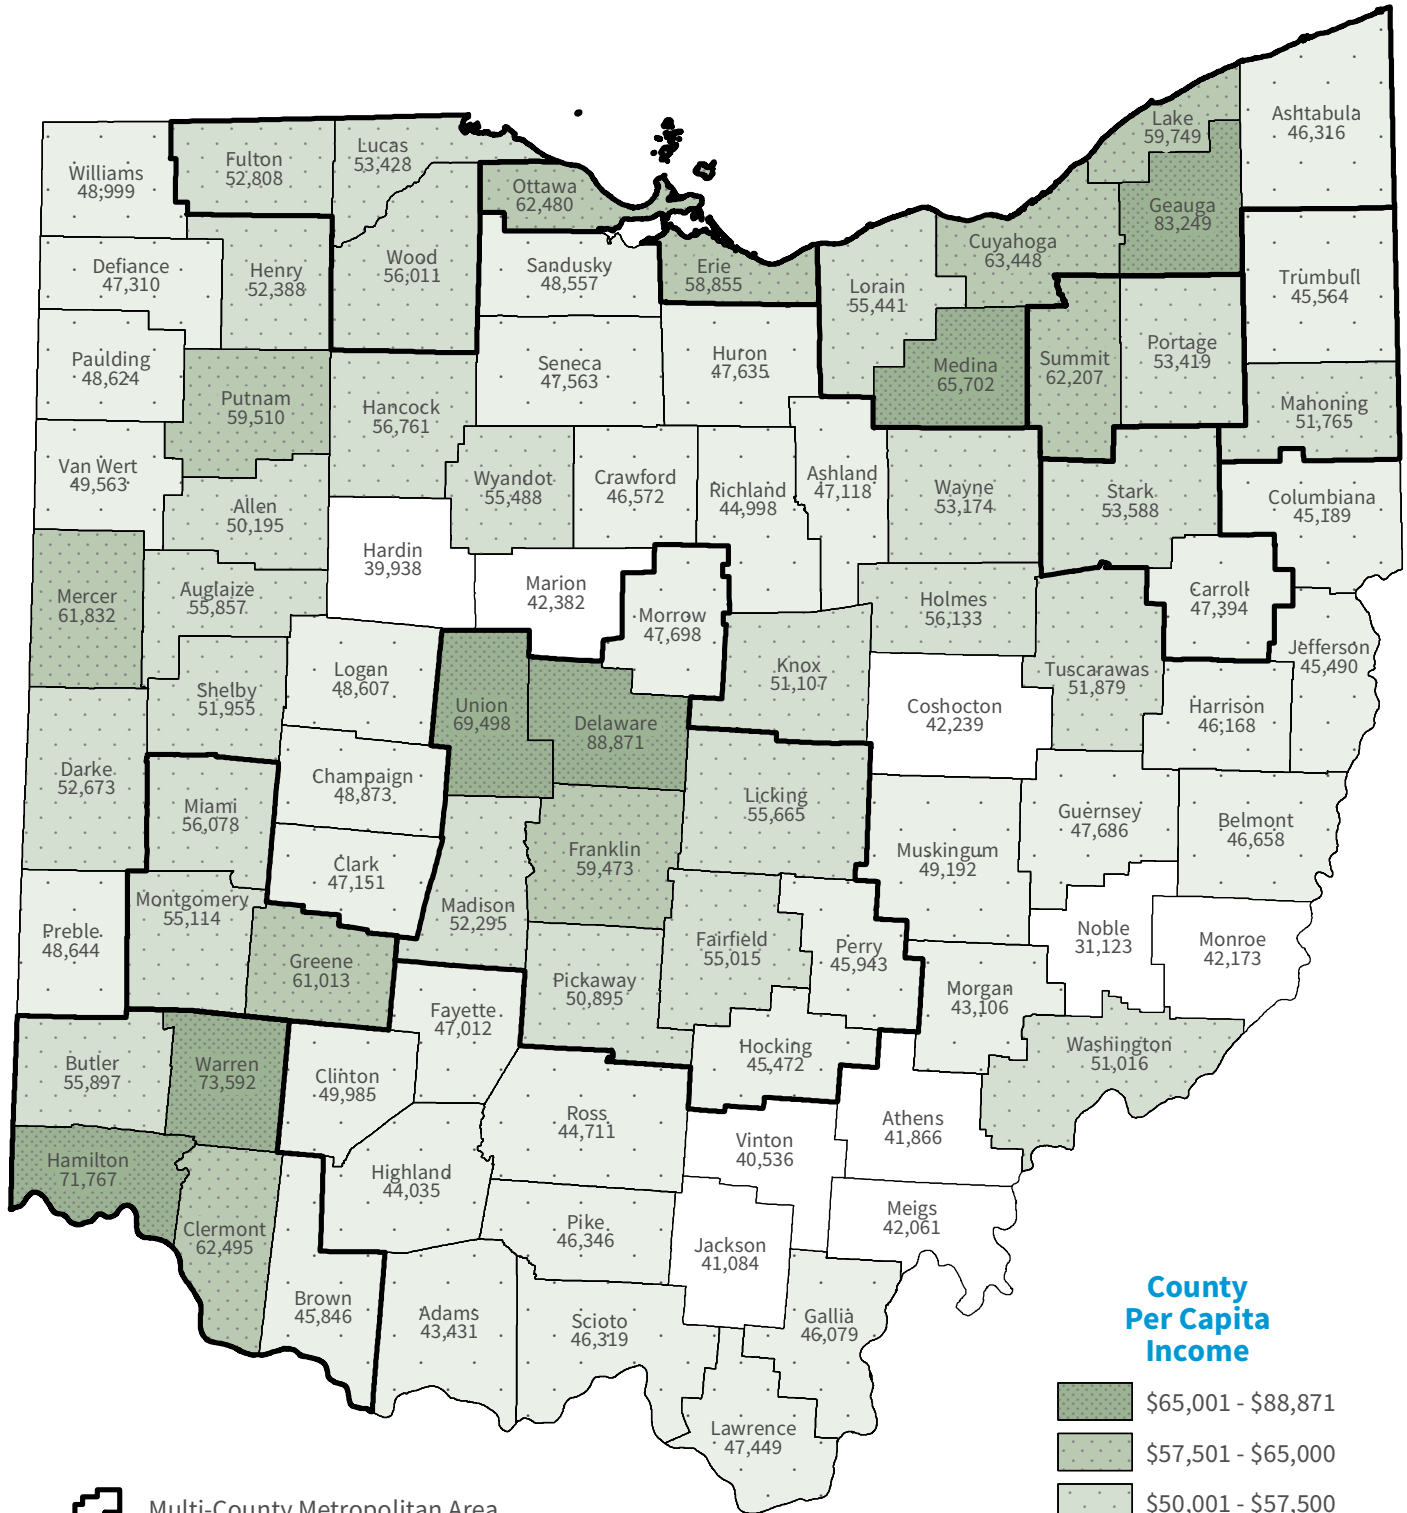 Ashtabula
46,316
Lake
59,749
Geauga
83,249
Williams
48,999
Fulton
52,808
Lucas
53,428
Ottawa
62,480
Cuyahoga
63,448
Defiance
47,310
Henry
52,388
Wood
56,011
Sandusky
48,557
Erie
58,855
Lorain
55,441
Trumbull
45,564
Paulding
48,624
Putnam
59,510
Hancock
56,761
Seneca
47,563
Huron
47,635
Medina
65,702
Summit
62,207
Portage
53,419
Mahoning
51,765
Van Wert
49,563
Allen
50,195
Wyandot
55,488
Crawford
46,572
Richland
44,998
Ashland
47,118
Wayne
53,174
Stark
53,588
Columbiana
45,189
Mercer
61,832
Auglaize
55,857
Hardin
39,938
Marion
42,382
Morrow
47,698
Holmes
56,133
Carroll
47,394
Jefferson
45,490
Shelby
51,955
Logan
48,607
Union
69,498
Delaware
88,871
Knox
51,107
Coshocton
42,239
Tuscarawas
51,879
Harrison
46,168
Darke
52,673
Miami
56,078
Champaign
48,873
Licking
55,665
Guernsey
47,686
Belmont
46,658
Clark
47,151
Franklin
59,473
Muskingum
49,192
Preble
48,644
Montgomery
55,114
Greene
61,013
Madison
52,295
Fairfield
55,015
Perry
45,943
Noble
31,123
Monroe
42,173
Pickaway
50,895
Morgan
43,106
Fayette
47,012
Hocking
45,472
Washington
51,016
Butler
55,897
Warren
73,592
Clinton
49,985
Ross
44,711
Vinton
40,536
Athens
41,866
Hamilton
71,767
Highland
44,035
Clermont
62,495
Pike
46,346
Jackson
41,084
Meigs
42,061
Brown
45,846
Adams
43,431
Scioto
46,319
Gallia
46,079
Lawrence
47,449
County
Per Capita
Income
$65,001 - $88,871
$57,501 - $65,000
$50,001 - $57,500
Multi-County Metropolitan Area